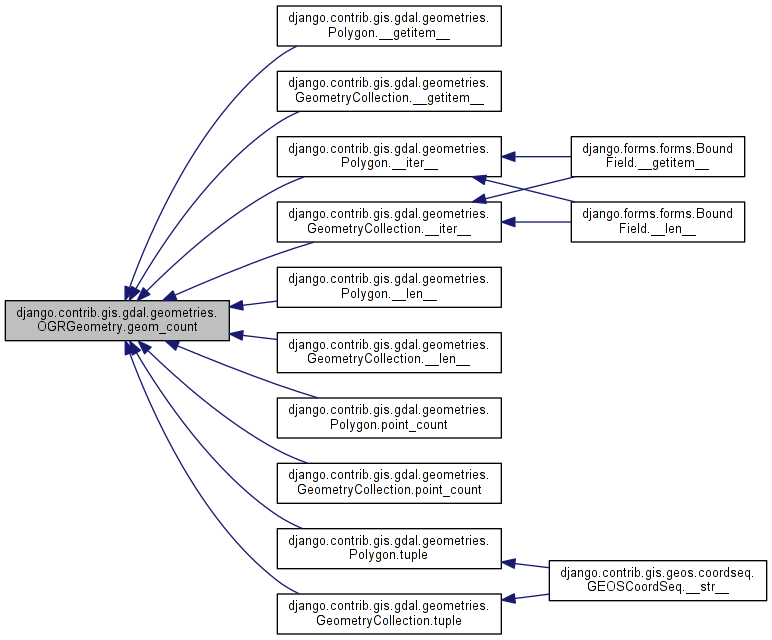 django.contrib.gis.gdal.geometries.
Polygon.__getitem__
django.contrib.gis.gdal.geometries.
GeometryCollection.__getitem__
django.contrib.gis.gdal.geometries.
Polygon.__iter__
django.forms.forms.Bound
Field.__getitem__
django.contrib.gis.gdal.geometries.
GeometryCollection.__iter__
django.forms.forms.Bound
Field.__len__
django.contrib.gis.gdal.geometries.
Polygon.__len__
django.contrib.gis.gdal.geometries.
OGRGeometry.geom_count
django.contrib.gis.gdal.geometries.
GeometryCollection.__len__
django.contrib.gis.gdal.geometries.
Polygon.point_count
django.contrib.gis.gdal.geometries.
GeometryCollection.point_count
django.contrib.gis.gdal.geometries.
Polygon.tuple
django.contrib.gis.geos.coordseq.
GEOSCoordSeq.__str__
django.contrib.gis.gdal.geometries.
GeometryCollection.tuple